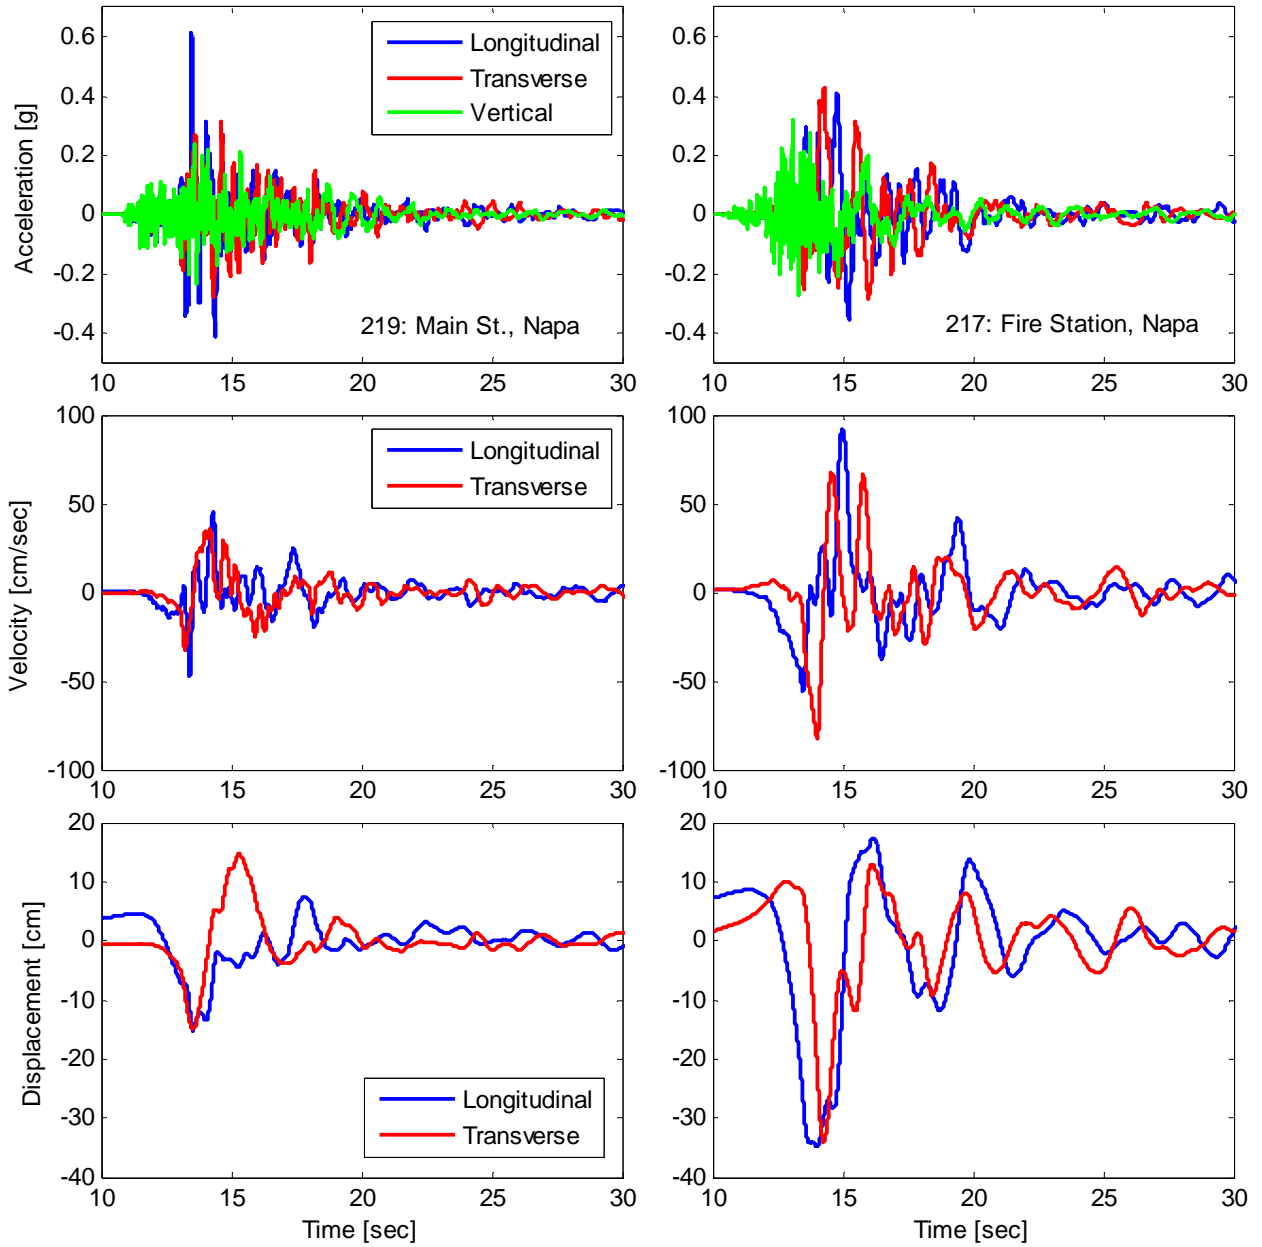 Acceleration [g]
0.6
0.4
0.2
0
-0.2
-0.4
Longitudinal
Transverse
Vertical
219: Main St., Napa
10 15 20 25 30
0.6
0.4
0.2
0
-0.2
-0.4
217: Fire Station, Napa
10 15 20 25 30
Velocity [cm/sec]
100
50
0
-50
-100
Longitudinal
Transverse
10 15 20 25 30
100
50
0
-50
-100
10 15 20 25 30
Displacement [cm]
20
10
0
-10
-20
-30
-40
Longitudinal
Transverse
10 15 20 25 30
Time [sec]
20
10
0
-10
-20
-30
-40
10 15 20 25 30
Time [sec]